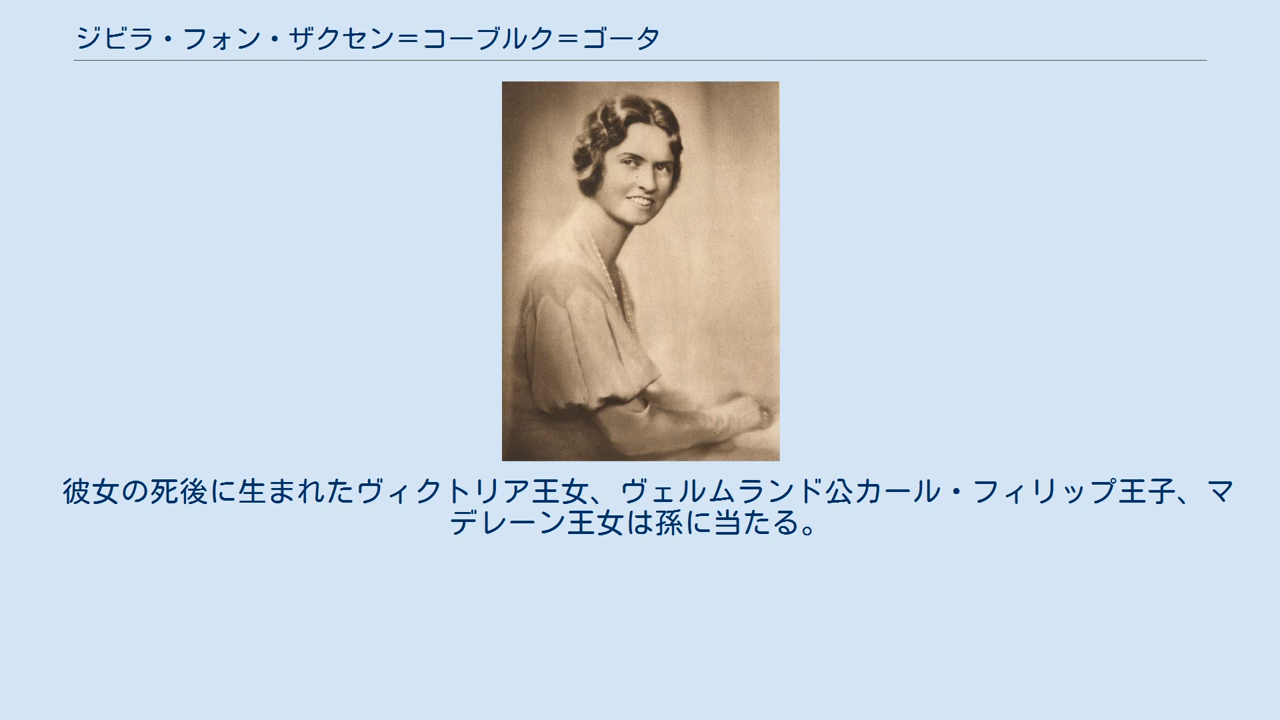 ジビラ・フォン・ザクセン＝コーブルク＝ゴータ
彼女の死後に生まれたヴィクトリア王女、ヴェルムランド公カール・フィリップ王子、マ
デレーン王女は孫に当たる。